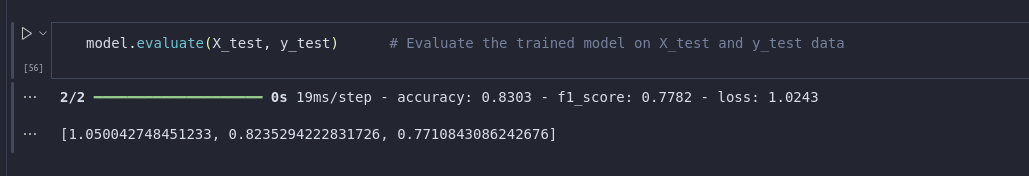 model.evaluate(X_test, y_test)      # Evaluate the trained model on X_test and y_test data
[56]
2/2 ━━━━━━━━━━━━━━━━━━━━ 0s 19ms/step - accuracy: 0.8303 - f1_score: 0.7782 - loss: 1.0243
[1.050042748451233, 0.8235294222831726, 0.7710843086242676]